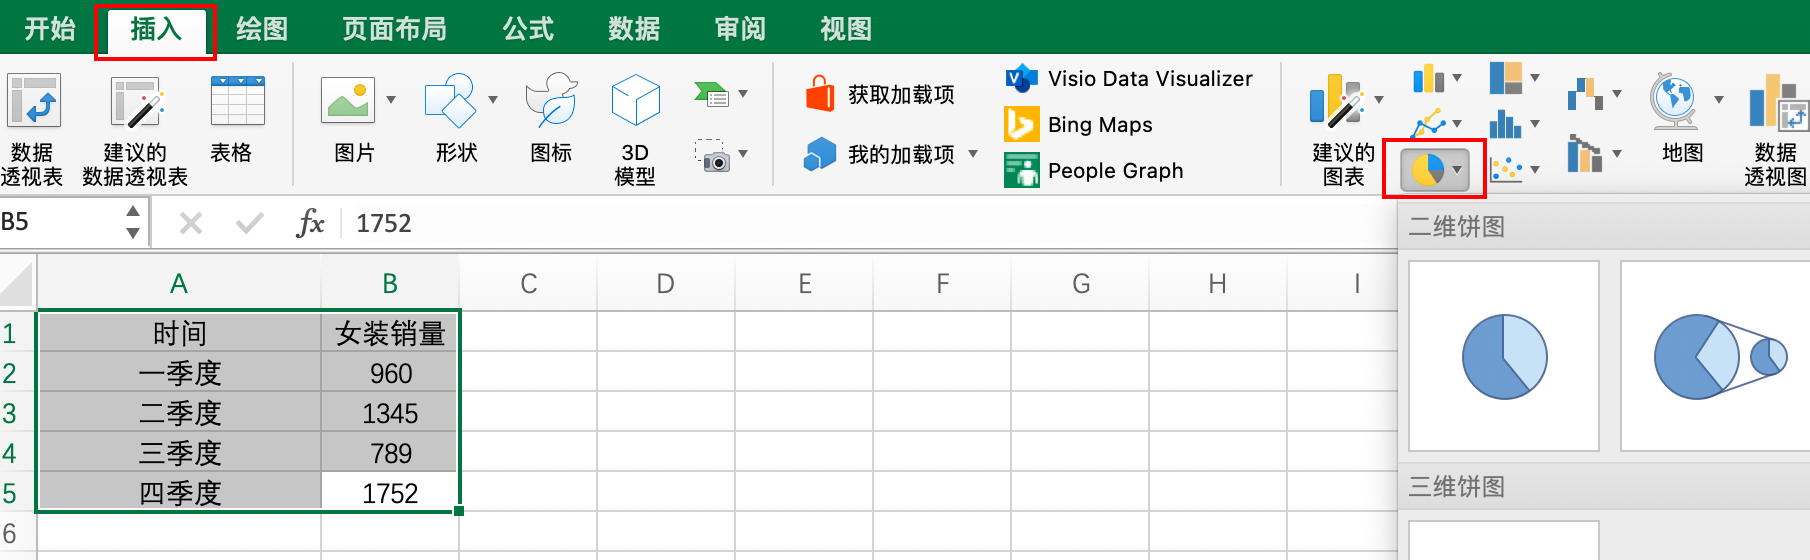 开始 插入 绘图 页面布局 公式 数据 审阅 视图
数据
透视表
建议的
数据透视表
表格
图片
形状
图标
3D
模型
获取加载项
我的加载项
Visio Data Visualizer
Bing Maps
People Graph
建议的
图表
地图
数据
透视图
B5 fx 1752
二维饼图
三维饼图
A B C D E F G H I
1 时间 女装销量
2 一季度 960
3 二季度 1345
4 三季度 789
5 四季度 1752
6